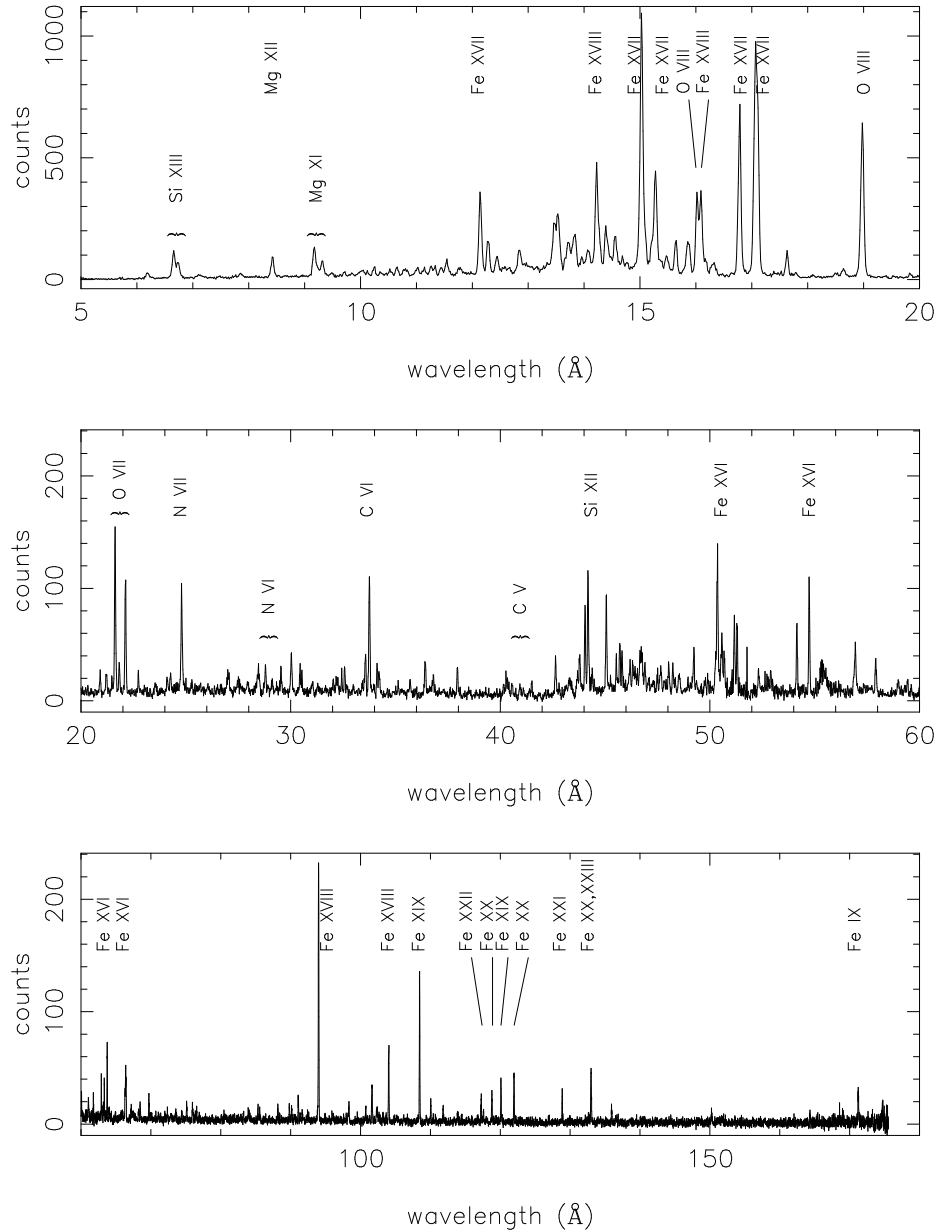 counts
1000
500
0
Si XIII
Mg XII
Mg XI
Fe XVII
Fe XVIII
Fe XVII
Fe XVII
O VIII
Fe XVIII
Fe XVII
Fe XVII
O VIII
5 10 15 20
wavelength (Å)
counts
200
100
0
O VII
N VII
N VI
C VI
C V
Si XII
Fe XVI
Fe XVI
20 30 40 50 60
wavelength (Å)
counts
200
100
0
Fe XVI
Fe XVI
Fe XVIII
Fe XVIII
Fe XIX
Fe XXII
Fe XX
Fe XIX
Fe XX
Fe XXI
Fe XX,XXIII
Fe IX
100 150
wavelength (Å)